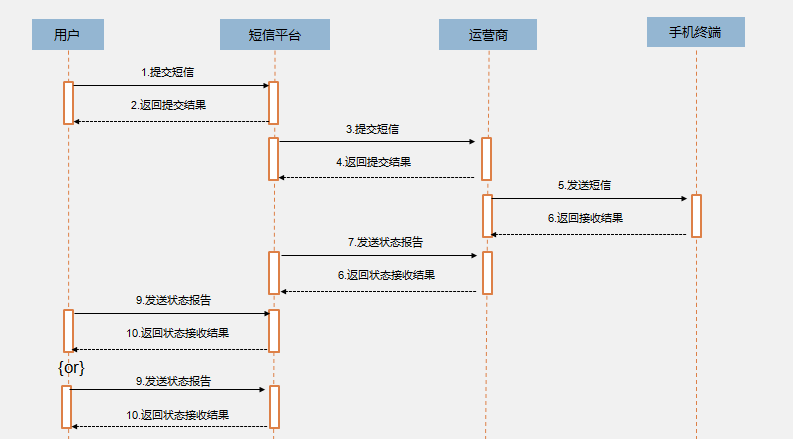 用户
短信平台
运营商
手机终端
1.提交短信
2.返回提交结果
3.提交短信
4.返回提交结果
5.发送短信
6.返回接收结果
7.发送状态报告
6.返回状态接收结果
9.发送状态报告
10.返回状态接收结果
{or}
9.发送状态报告
10.返回状态接收结果